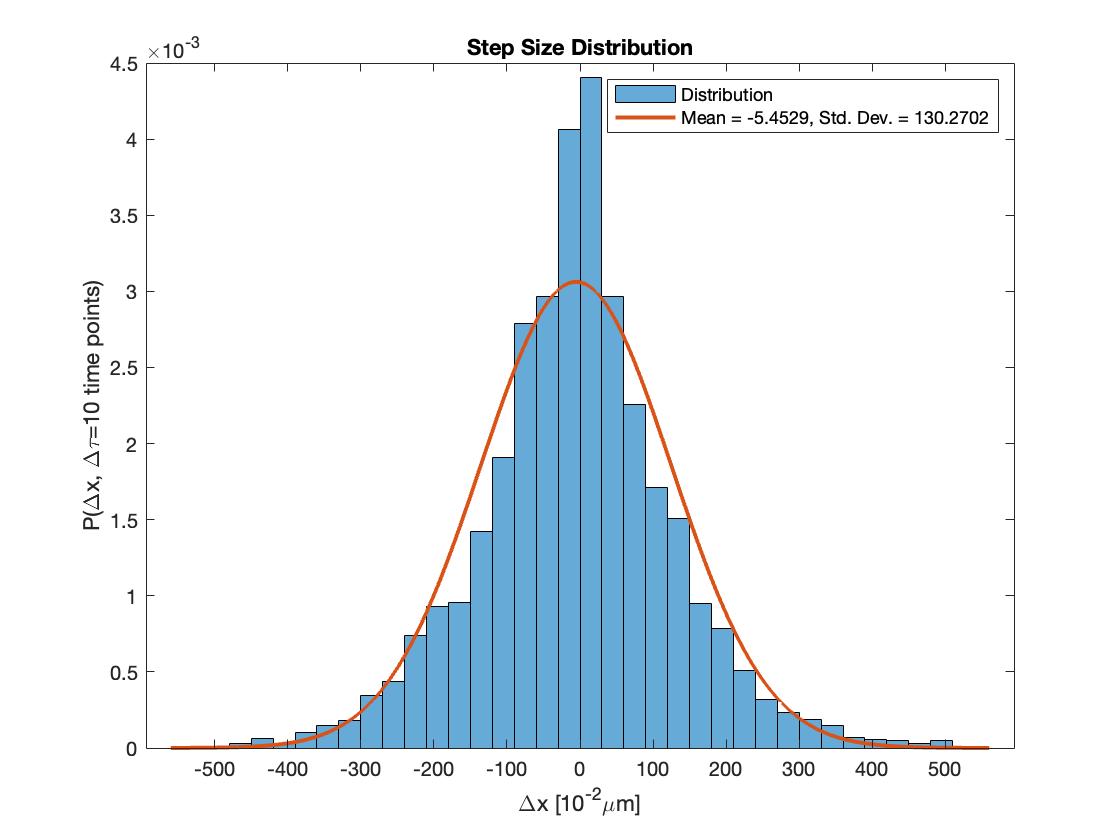 Step Size Distribution
×10⁻³
Distribution
Mean = -5.4529, Std. Dev. = 130.2702
P(Δx, Δτ=10 time points)
4.5
4
3.5
3
2.5
2
1.5
1
0.5
0
-500 -400 -300 -200 -100 0 100 200 300 400 500
Δx [10⁻²μm]